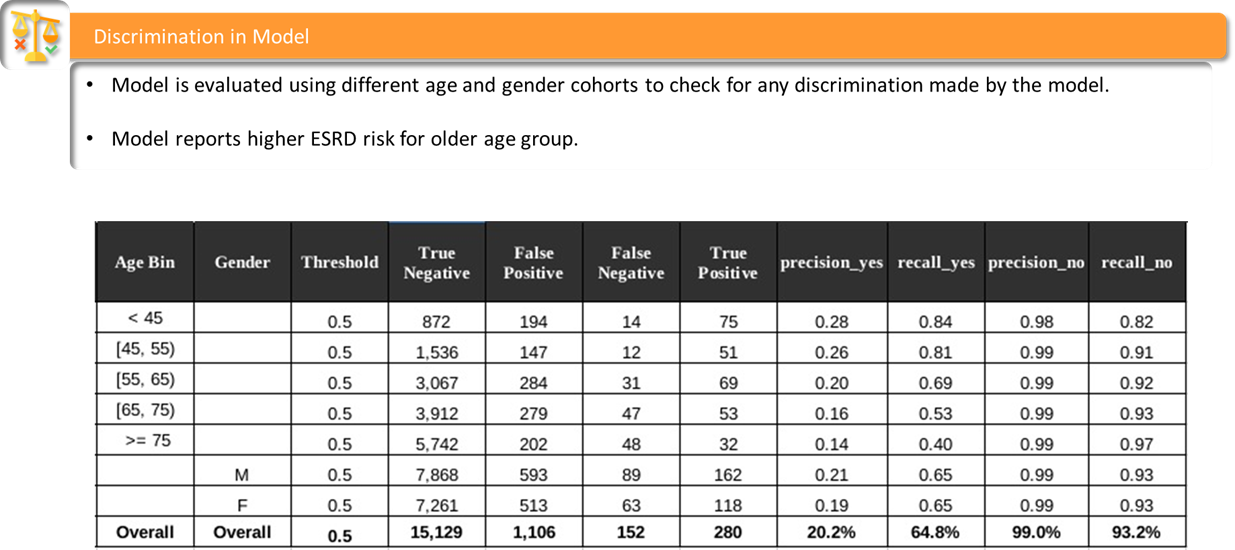 Discrimination in Model
• Model is evaluated using different age and gender cohorts to check for any discrimination made by the model.
• Model reports higher ESRD risk for older age group.
Age Bin Gender Threshold True Negative False Positive False Negative True Positive precision_yes recall_yes precision_no recall_no
< 45 0.5 872 194 14 75 0.28 0.84 0.98 0.82
[45, 55) 0.5 1,536 147 12 51 0.26 0.81 0.99 0.91
[55, 65) 0.5 3,067 284 31 69 0.20 0.69 0.99 0.92
[65, 75) 0.5 3,912 279 47 53 0.16 0.53 0.99 0.93
>= 75 0.5 5,742 202 48 32 0.14 0.40 0.99 0.97
M 0.5 7,868 593 89 162 0.21 0.65 0.99 0.93
F 0.5 7,261 513 63 118 0.19 0.65 0.99 0.93
Overall Overall 0.5 15,129 1,106 152 280 20.2% 64.8% 99.0% 93.2%